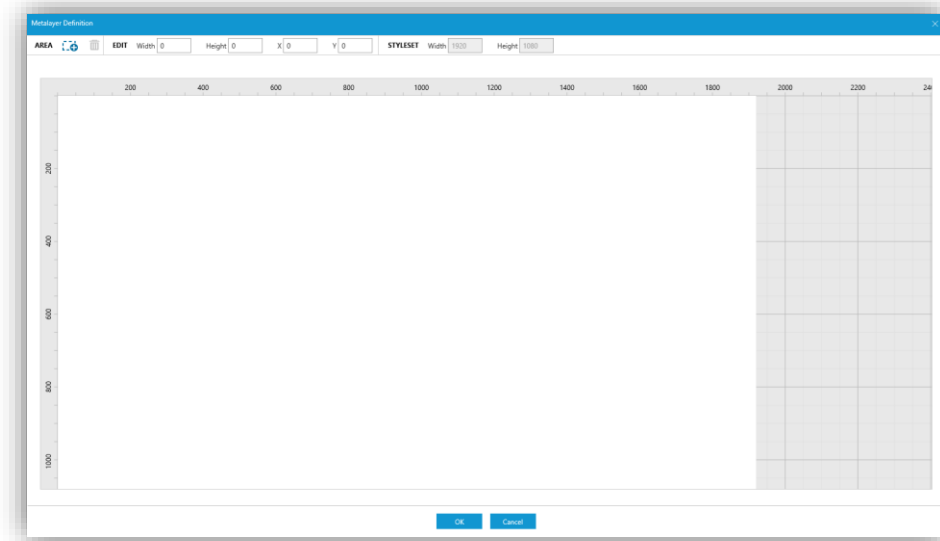 Metalayer Definition
AREA EDIT Width 0 Height 0 X 0 Y 0 STYLESET Width 1920 Height 1080
200 400 600 800 1000 1200 1400 1600 1800 2000 2200 24
200
400
600
800
1000
OK Cancel